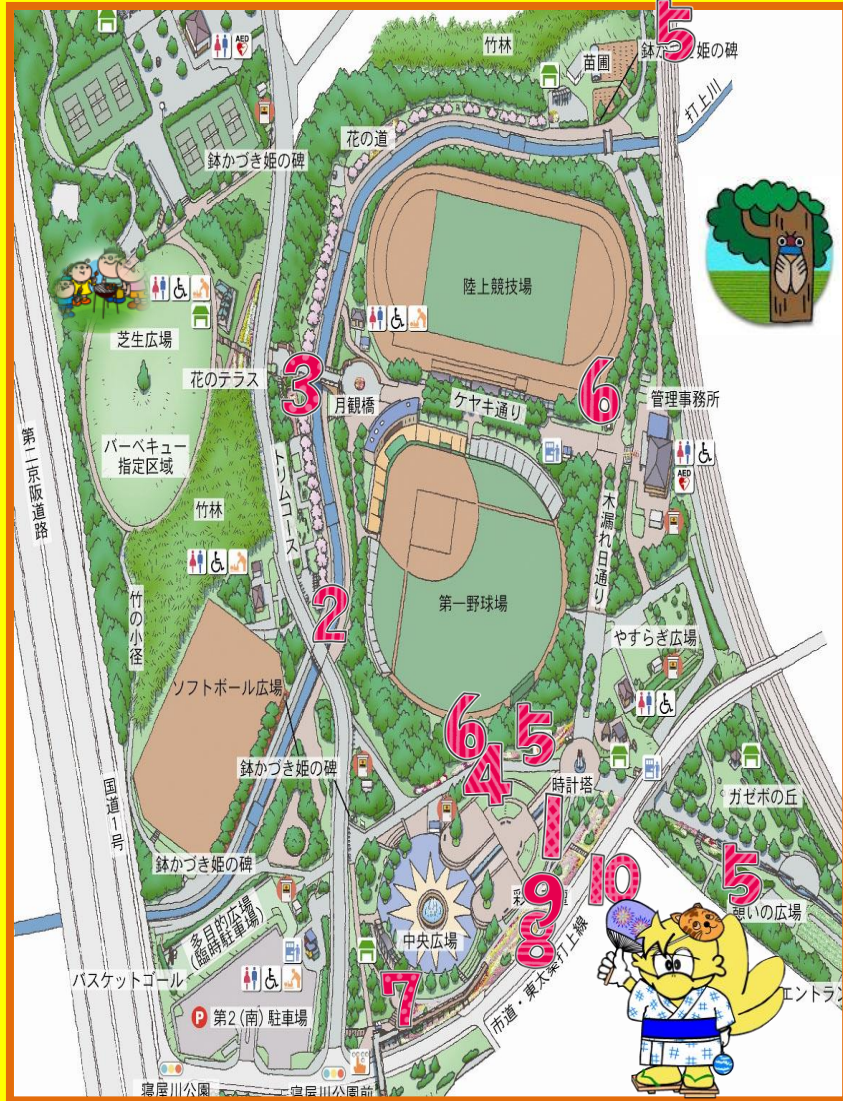 竹林
5
苗圃
鉢かづき姫の碑
打上川
AED
花の道
鉢かづき姫の碑
陸上競技場
芝生広場
花のテラス
3
月観橋
ケヤキ通り
6
管理事務所
AED
バーベキュー
指定区域
第二京阪道路
トリムコース
竹林
木漏れ日通り
竹の小径
2
第一野球場
やすらぎ広場
ソフトボール広場
6
5
4
時計塔
鉢かづき姫の碑
ガゼボの丘
国道1号
1
鉢かづき姫の碑
10
9
5
憩いの広場
多目的広場
(臨時駐車場)
中央広場
8
バスケットゴール
7
市道・東太秦打上線
エントラン
P 第2(南)駐車場
寝屋川公園
寝屋川公園前